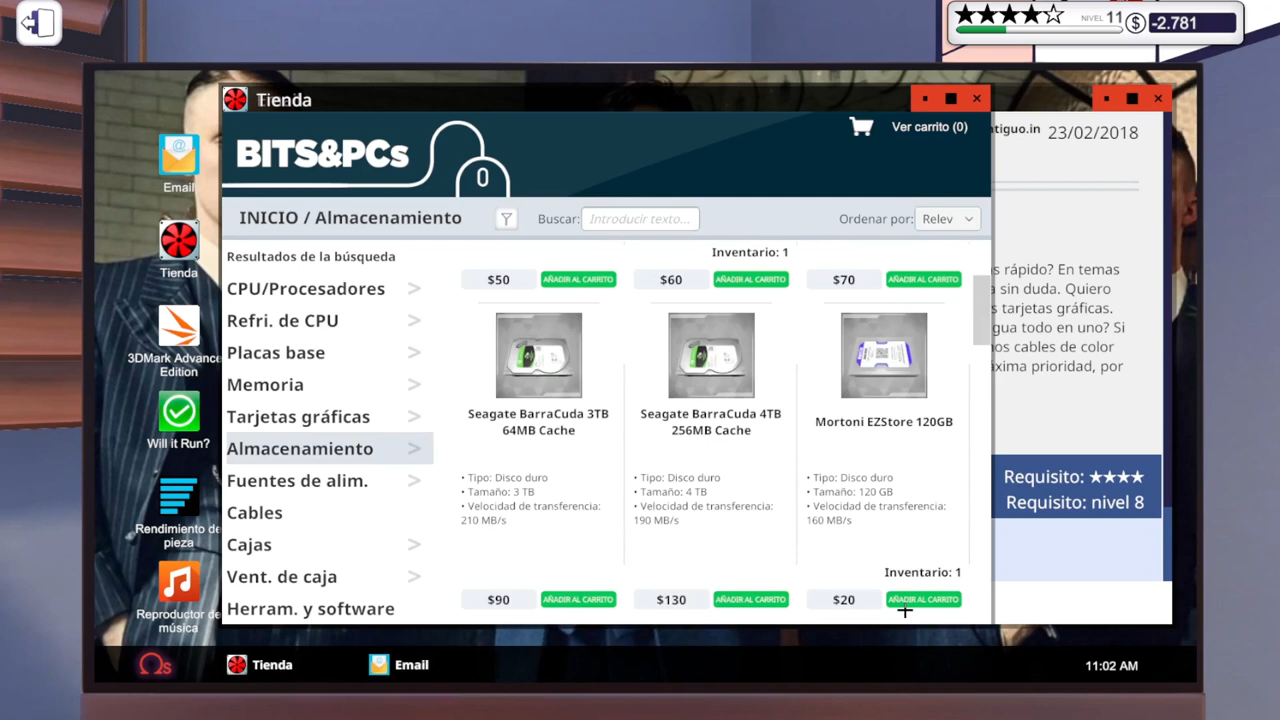 NIVEL 11
$ -2.781
Tienda
BITS&PCs
Ver carrito (0)
INICIO / Almacenamiento
Buscar: Introducir texto...
Ordenar por: Relev
Resultados de la búsqueda
CPU/Procesadores >
Refri. de CPU >
Placas base >
Memoria >
Tarjetas gráficas >
Almacenamiento >
Fuentes de alim. >
Cables
Cajas >
Vent. de caja >
Herram. y software
Inventario: 1
$50 AÑADIR AL CARRITO
$60 AÑADIR AL CARRITO
$70 AÑADIR AL CARRITO
Seagate BarraCuda 3TB
64MB Cache
• Tipo: Disco duro
• Tamaño: 3 TB
• Velocidad de transferencia:
210 MB/s
$90 AÑADIR AL CARRITO
Seagate BarraCuda 4TB
256MB Cache
• Tipo: Disco duro
• Tamaño: 4 TB
• Velocidad de transferencia:
190 MB/s
$130 AÑADIR AL CARRITO
Mortoni EZStore 120GB
• Tipo: Disco duro
• Tamaño: 120 GB
• Velocidad de transferencia:
160 MB/s
Inventario: 1
$20 AÑADIR AL CARRITO
tiguo.in 23/02/2018
s rápido? En temas
sin duda. Quiero
s tarjetas gráficas.
gua todo en uno? Si
nos cables de color
áxima prioridad, por
Requisito: ★★★★
Requisito: nivel 8
Email
Tienda
3DMark Advance
Edition
Will it Run?
Rendimiento de
pieza
Reproductor de
música
Ωs
Tienda
Email
11:02 AM